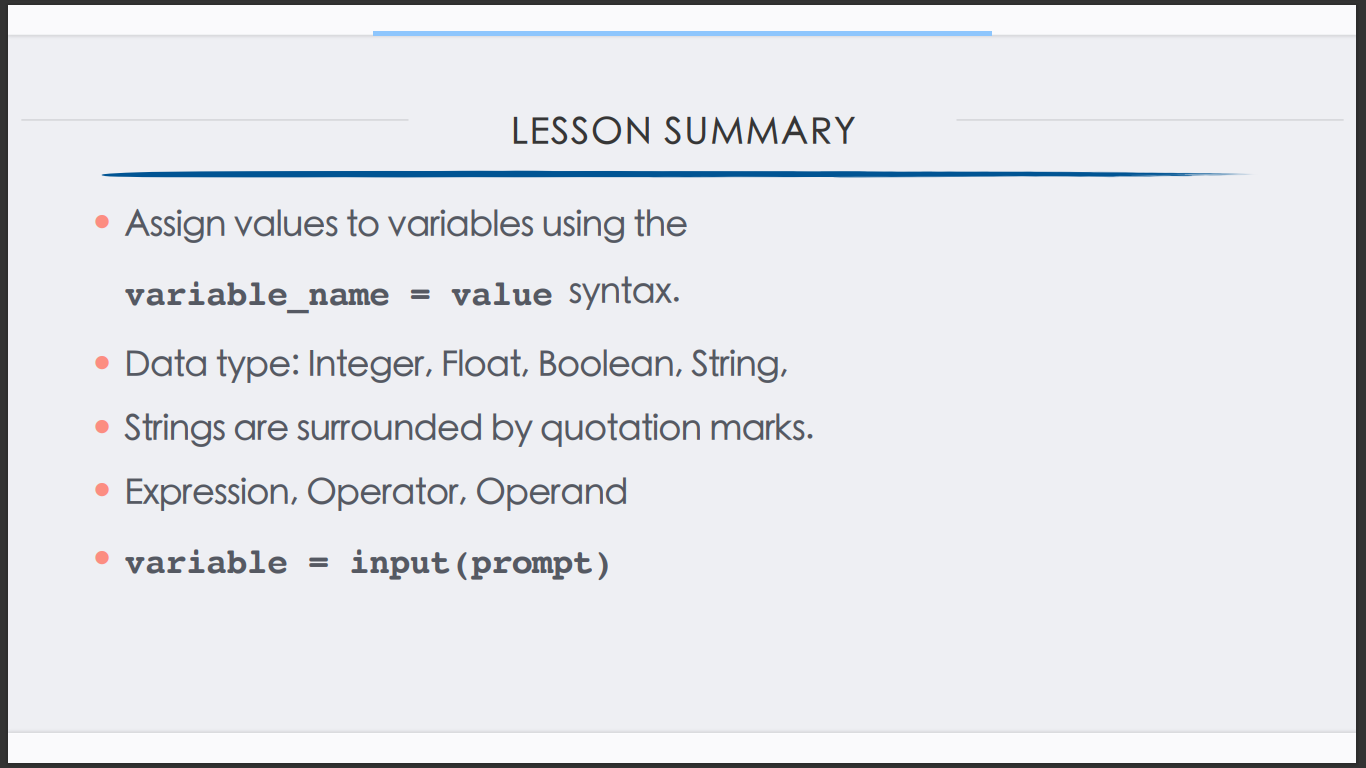 LESSON SUMMARY
• Assign values to variables using the
variable_name = value syntax.
• Data type: Integer, Float, Boolean, String,
• Strings are surrounded by quotation marks.
• Expression, Operator, Operand
• variable = input(prompt)